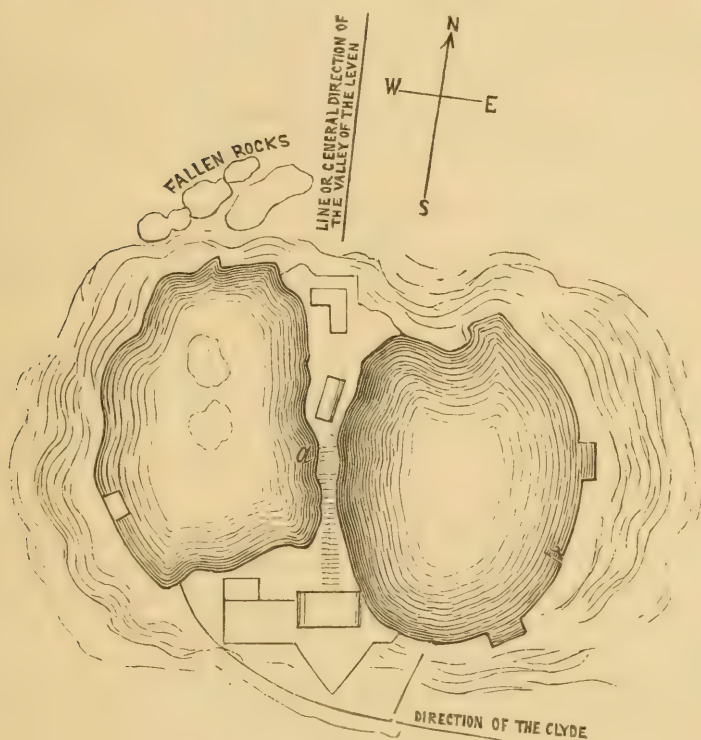 LINE OR GENERAL DIRECTION OF
THE VALLEY OF THE LEVEN
N
W
E
S
FALLEN ROCKS
a
DIRECTION OF THE CLYDE